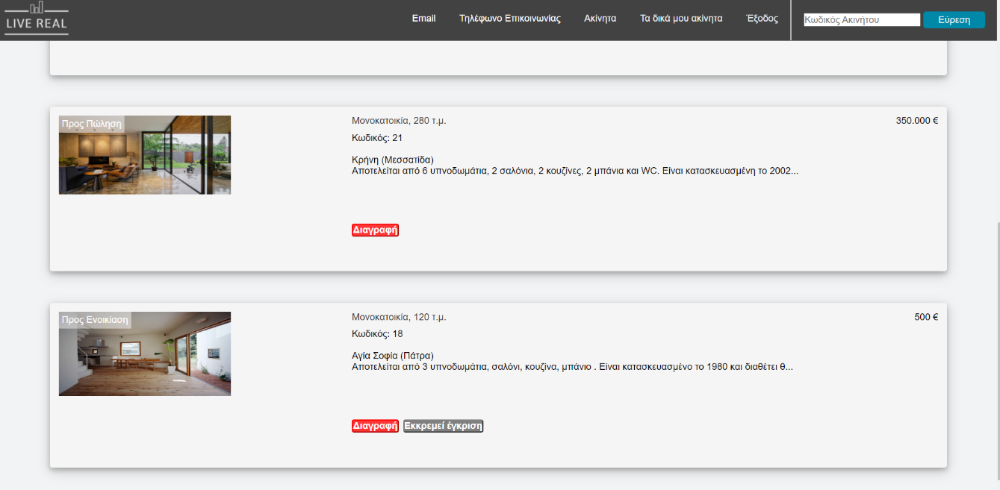 LIVE REAL
Email Τηλέφωνο Επικοινωνίας Ακίνητα Τα δικά μου ακίνητα Έξοδος Κωδικός Ακινήτου Εύρεση
Προς Πώληση
Μονοκατοικία, 280 τ.μ. 350.000 €
Κωδικός: 21
Κρήνη (Μεσσατίδα)
Αποτελείται από 6 υπνοδωμάτια, 2 σαλόνια, 2 κουζίνες, 2 μπάνια και WC. Είναι κατασκευασμένη το 2002...
Διαγραφή
Προς Ενοικίαση
Μονοκατοικία, 120 τ.μ. 500 €
Κωδικός: 18
Αγία Σοφία (Πάτρα)
Αποτελείται από 3 υπνοδωμάτια, σαλόνι, κουζίνα, μπάνιο . Είναι κατασκευασμένο το 1980 και διαθέτει θ...
Διαγραφή Εκκρεμεί έγκριση